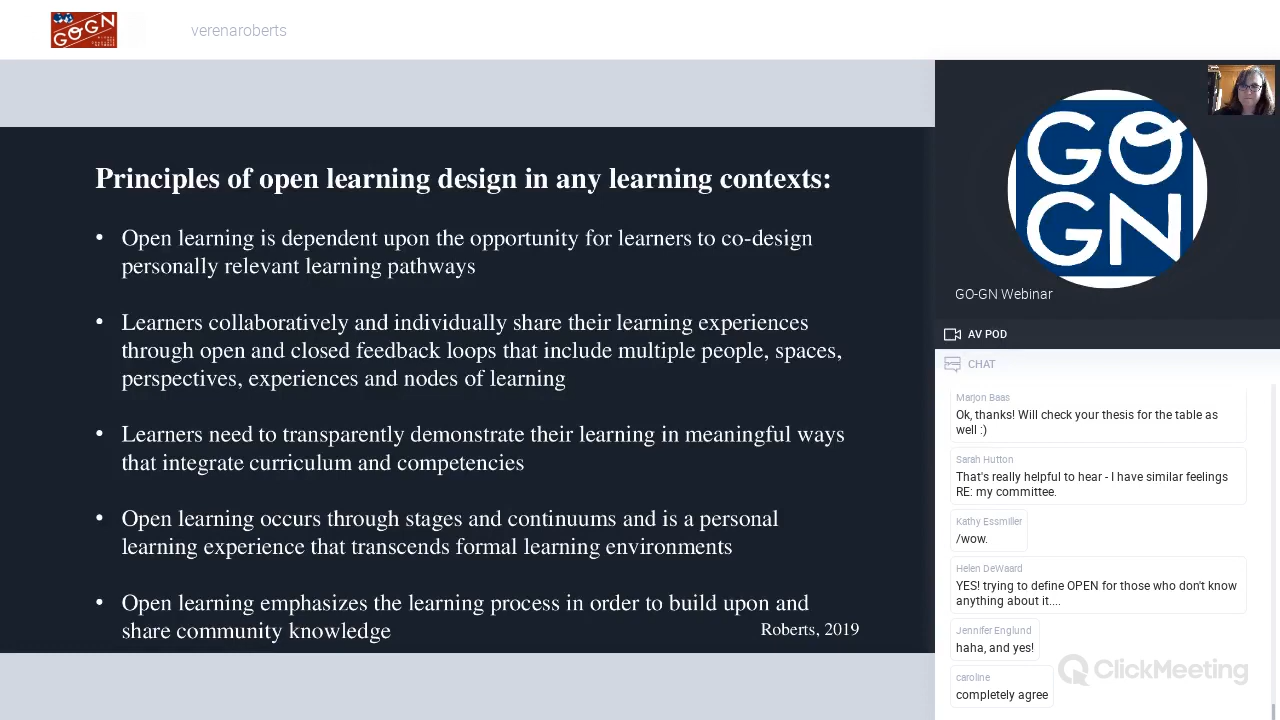 GO-GN
verenaroberts
Principles of open learning design in any learning contexts:
• Open learning is dependent upon the opportunity for learners to co-design
personally relevant learning pathways
• Learners collaboratively and individually share their learning experiences
through open and closed feedback loops that include multiple people, spaces,
perspectives, experiences and nodes of learning
• Learners need to transparently demonstrate their learning in meaningful ways
that integrate curriculum and competencies
• Open learning occurs through stages and continuums and is a personal
learning experience that transcends formal learning environments
• Open learning emphasizes the learning process in order to build upon and
share community knowledge
Roberts, 2019
GO
GN
GO-GN Webinar
AV POD
CHAT
Marjon Baas
Ok, thanks! Will check your thesis for the table as
well :)
Sarah Hutton
That's really helpful to hear - I have similar feelings
RE: my committee.
Kathy Essmiller
/wow.
Helen DeWaard
YES! trying to define OPEN for those who don't know
anything about it....
Jennifer Englund
haha, and yes!
caroline
completely agree
ClickMeeting